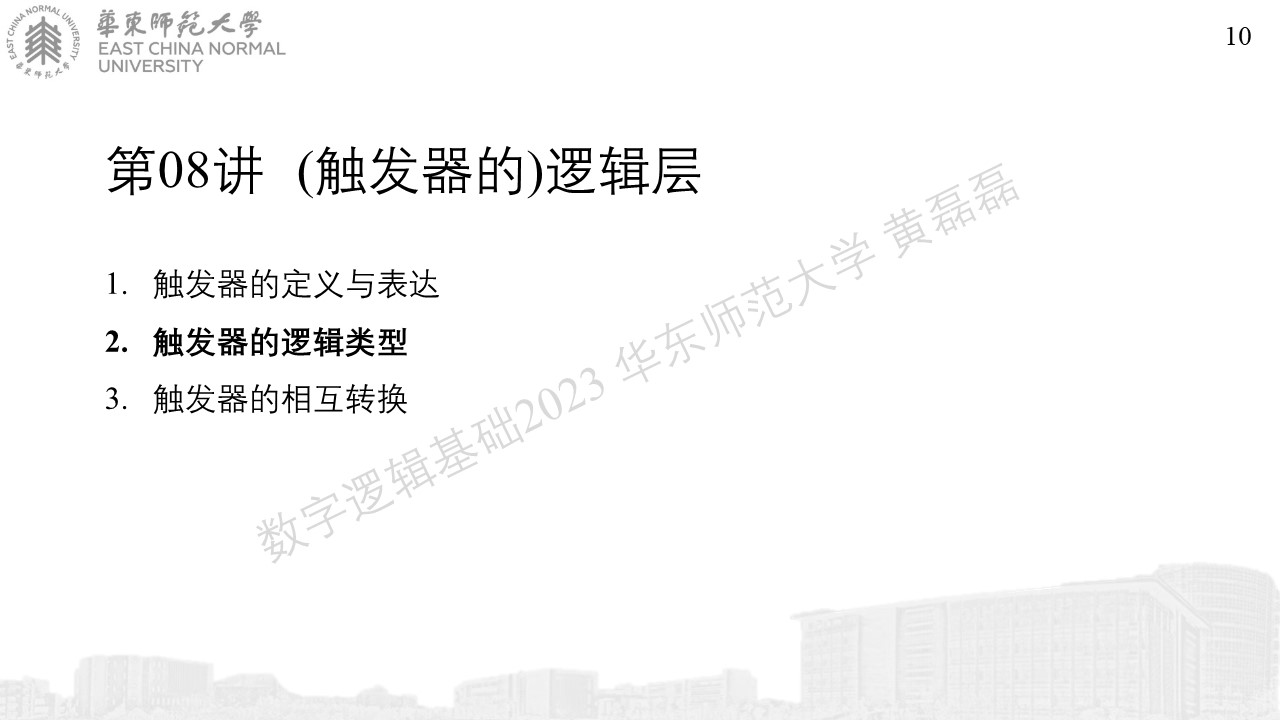 EAST CHINA NORMAL UNIVERSITY
華東師範大學
華東師範大學
EAST CHINA NORMAL
UNIVERSITY
10
第08讲 (触发器的)逻辑层
1. 触发器的定义与表达
2. 触发器的逻辑类型
3. 触发器的相互转换
数字逻辑基础2023 华东师范大学 黄磊磊